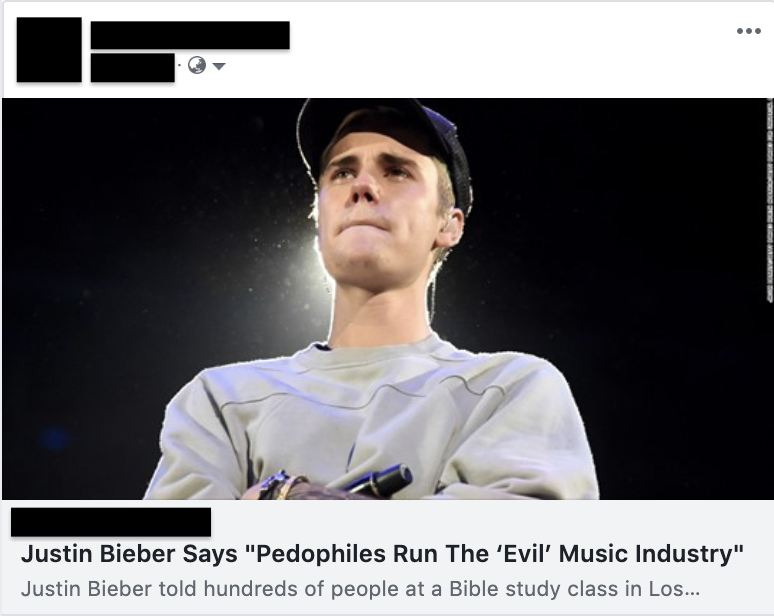 Justin Bieber Says "Pedophiles Run The ‘Evil’ Music Industry"
Justin Bieber told hundreds of people at a Bible study class in Los...